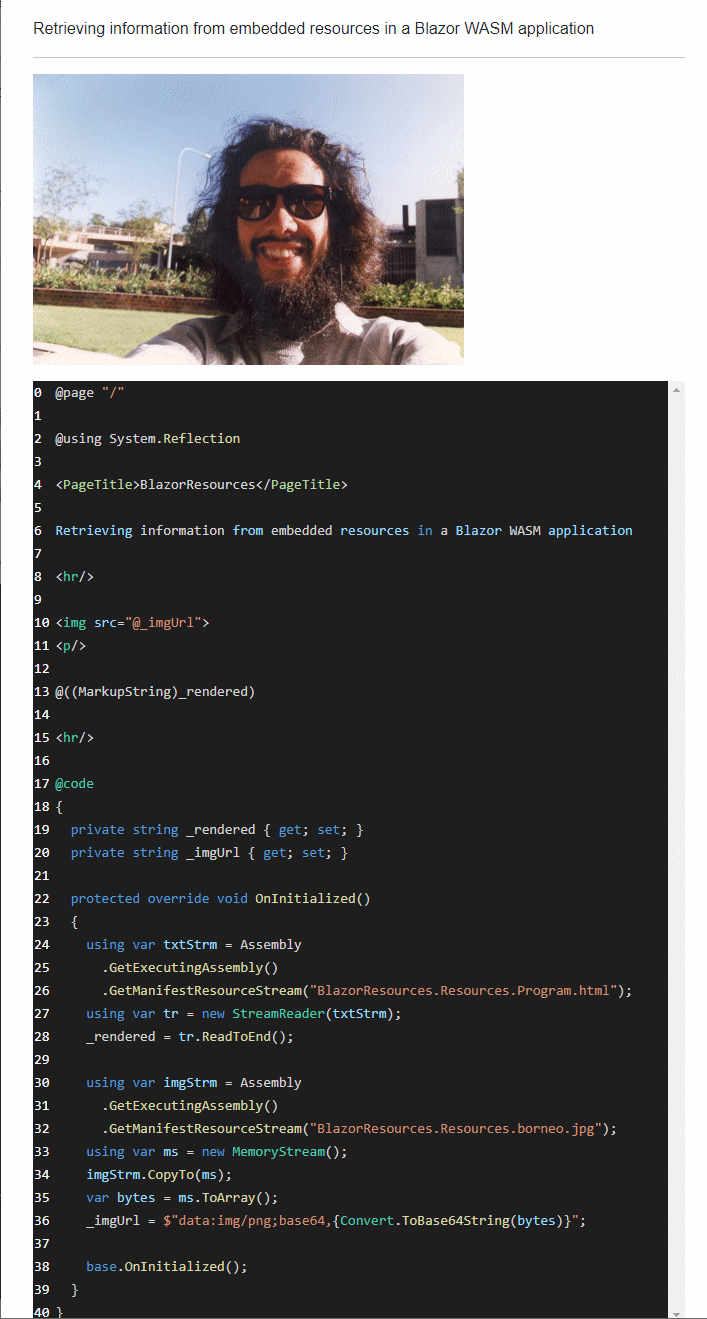 Retrieving information from embedded resources in a Blazor WASM application
0 @page "/"
1
2 @using System.Reflection
3
4 <PageTitle>BlazorResources</PageTitle>
5
6 Retrieving information from embedded resources in a Blazor WASM application
7
8 <hr/>
9
10 <img src="@_imgUrl">
11 <p/>
12
13 @((MarkupString)_rendered)
14
15 <hr/>
16
17 @code
18 {
19   private string _rendered { get; set; }
20   private string _imgUrl { get; set; }
21
22   protected override void OnInitialized()
23   {
24     using var txtStrm = Assembly
25       .GetExecutingAssembly()
26       .GetManifestResourceStream("BlazorResources.Resources.Program.html");
27     using var tr = new StreamReader(txtStrm);
28     _rendered = tr.ReadToEnd();
29
30     using var imgStrm = Assembly
31       .GetExecutingAssembly()
32       .GetManifestResourceStream("BlazorResources.Resources.borneo.jpg");
33     using var ms = new MemoryStream();
34     imgStrm.CopyTo(ms);
35     var bytes = ms.ToArray();
36     _imgUrl = $"data:img/png;base64,{Convert.ToBase64String(bytes)}";
37
38     base.OnInitialized();
39   }
40 }